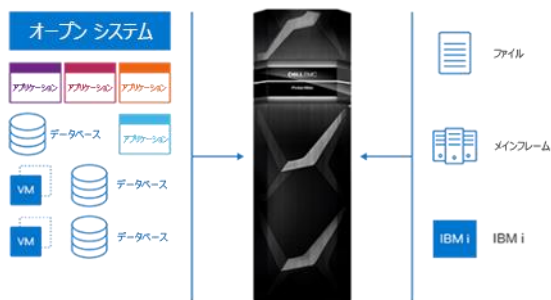 オープン システム
アプリケーション
アプリケーション
アプリケーション
データベース
アプリケーション
VM
データベース
VM
データベース
DELL EMC
PowerMax
ファイル
メインフレーム
IBM i
IBM i